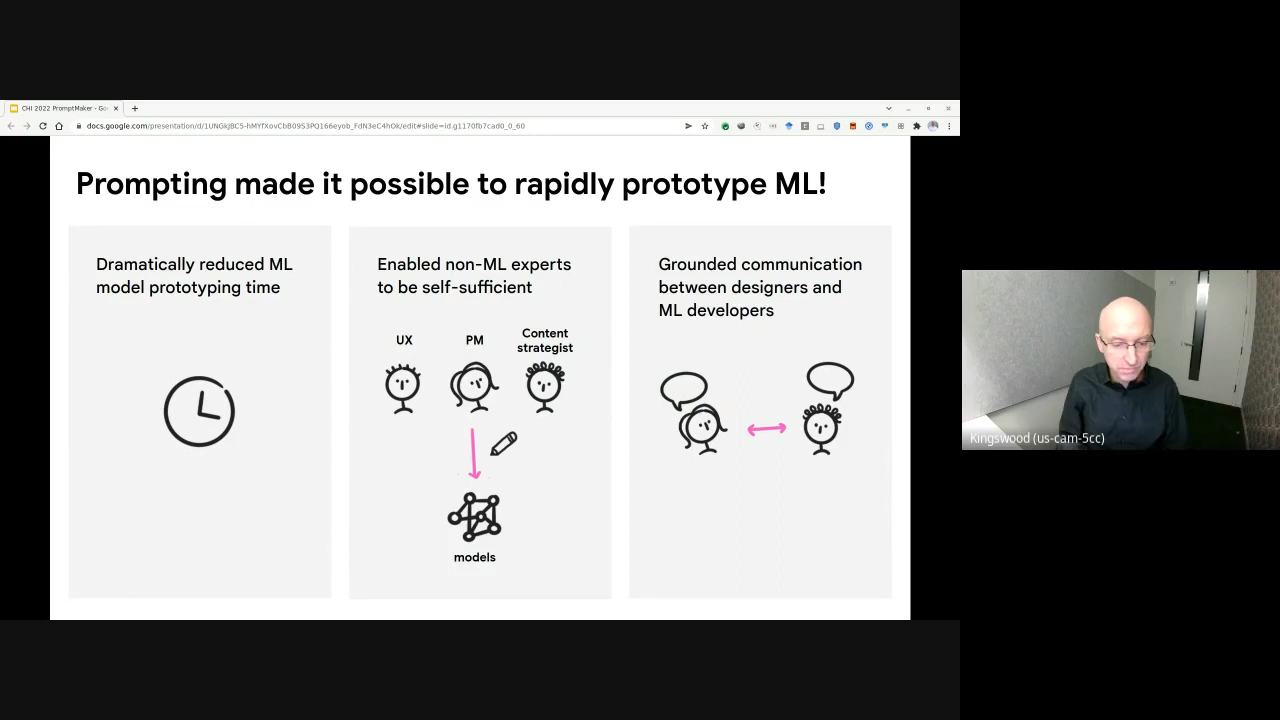 CHI 2022 PromptMaker - Go
docs.google.com/presentation/d/1UNGkJBC5-hMYfXovCbB09S3PQ166eyob_FdN3eC4hOk/edit#slide=id.g1170fb7cad0_0_60
Prompting made it possible to rapidly prototype ML!
Dramatically reduced ML
model prototyping time
Enabled non-ML experts
to be self-sufficient
UX
PM
Content
strategist
models
Grounded communication
between designers and
ML developers
Kingswood (us-cam-5cc)